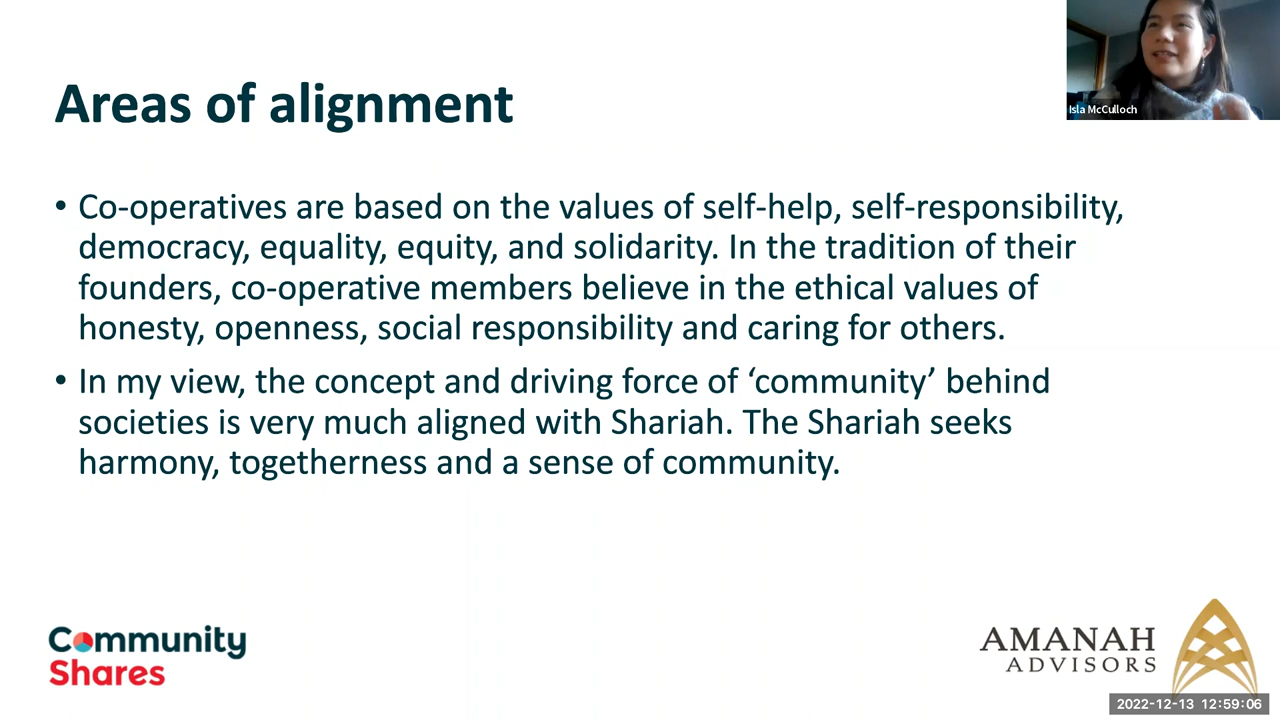 Isla McCulloch
Areas of alignment
• Co-operatives are based on the values of self-help, self-responsibility,
democracy, equality, equity, and solidarity. In the tradition of their
founders, co-operative members believe in the ethical values of
honesty, openness, social responsibility and caring for others.
• In my view, the concept and driving force of ‘community’ behind
societies is very much aligned with Shariah. The Shariah seeks
harmony, togetherness and a sense of community.
Community
Shares
AMANAH
ADVISORS
2022-12-13 12:59:06